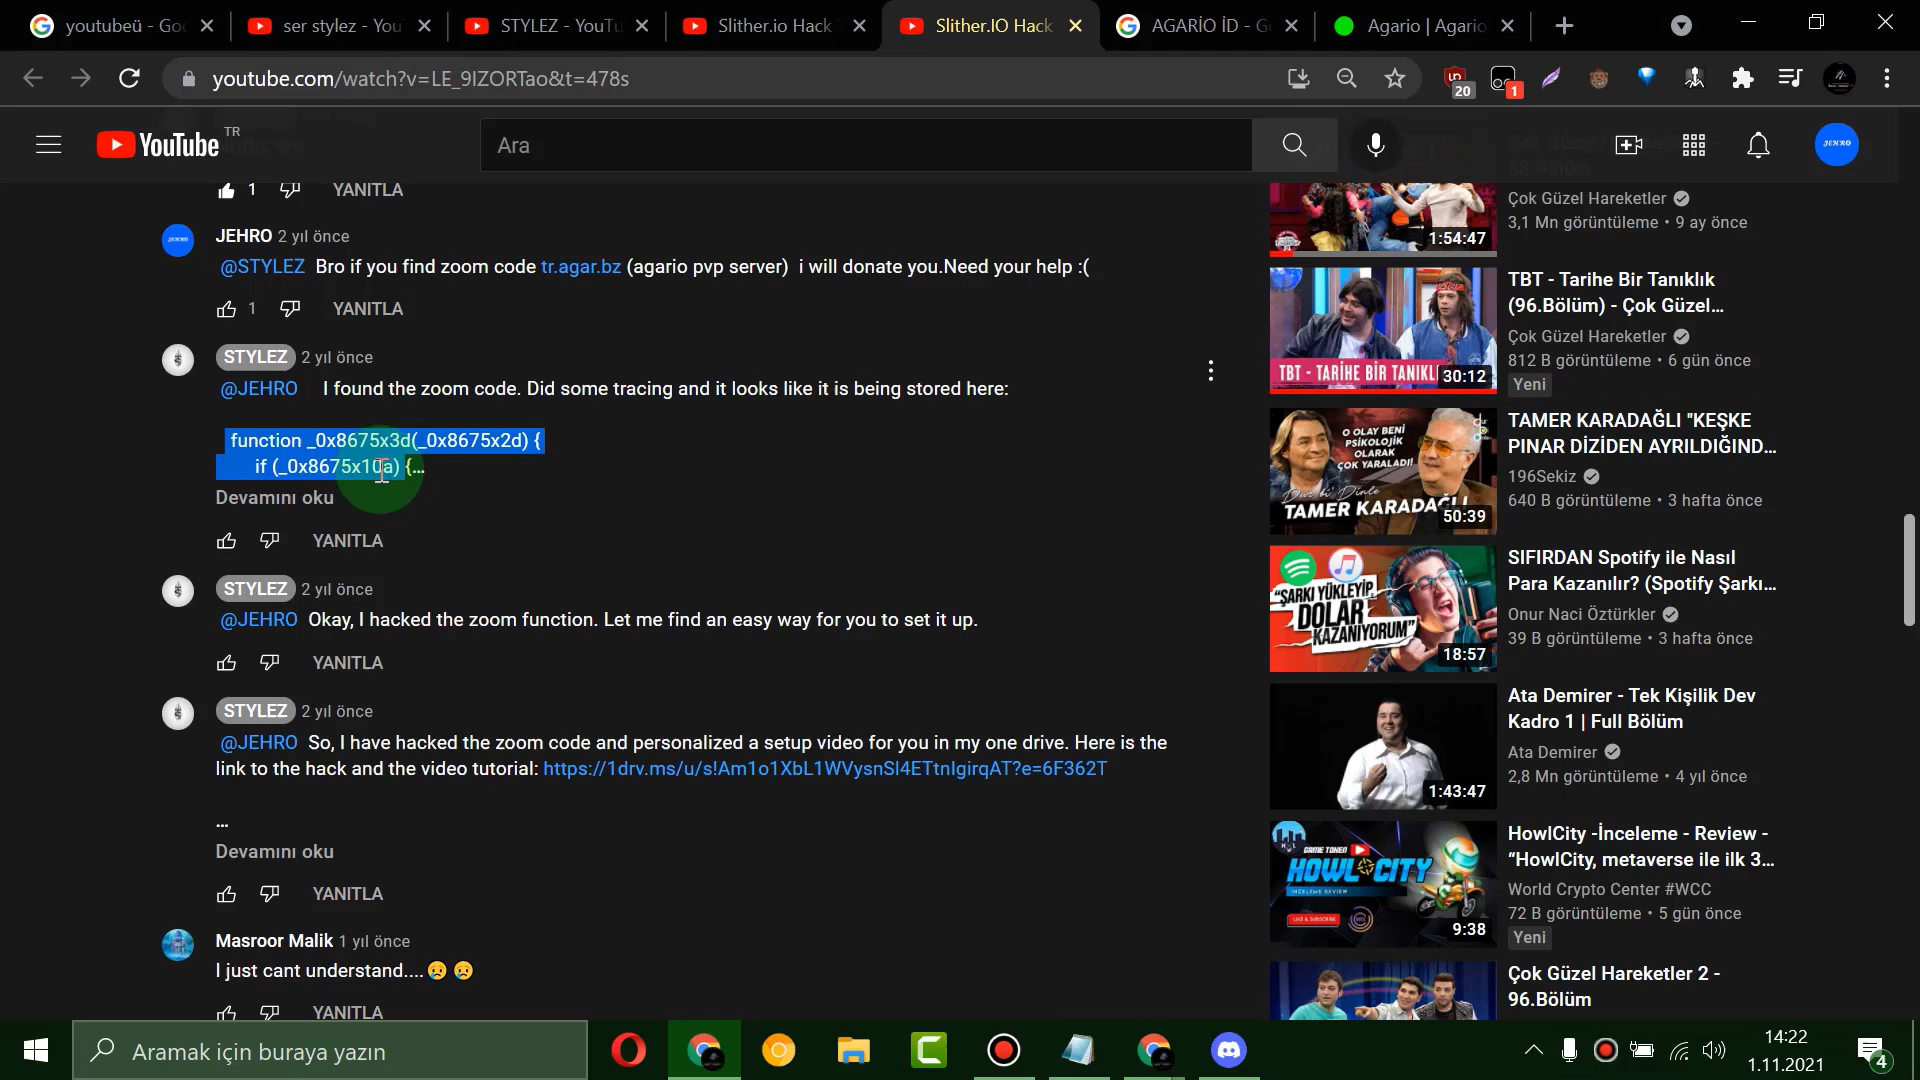 youtubeü - Goo
ser stylez - You
STYLEZ - YouTu
Slither.io Hack
Slither.IO Hack
AGARİO İD - G
Agario | Agario
youtube.com/watch?v=LE_9IZORTao&t=478s
20
1
YouTube TR
Ara
JEHRO
1 YANITLA
JEHRO 2 yıl önce
@STYLEZ Bro if you find zoom code tr.agar.bz (agario pvp server) i will donate you.Need your help :(
1 YANITLA
STYLEZ 2 yıl önce
@JEHRO I found the zoom code. Did some tracing and it looks like it is being stored here:
function _0x8675x3d(_0x8675x2d) {
if (_0x8675x10a) {...
Devamını oku
YANITLA
STYLEZ 2 yıl önce
@JEHRO Okay, I hacked the zoom function. Let me find an easy way for you to set it up.
YANITLA
STYLEZ 2 yıl önce
@JEHRO So, I have hacked the zoom code and personalized a setup video for you in my one drive. Here is the
link to the hack and the video tutorial: https://1drv.ms/u/s!Am1o1XbL1WVysnSl4ETtnIgirqAT?e=6F362T
...
Devamını oku
YANITLA
Masroor Malik 1 yıl önce
I just cant understand.... 😥 😥
YANITLA
1:54:47
Çok Güzel Hareketler
3,1 Mn görüntüleme • 9 ay önce
TBT - TARİHE BİR TANIKL
30:12
TBT - Tarihe Bir Tanıklık
(96.Bölüm) - Çok Güzel...
Çok Güzel Hareketler
812 B görüntüleme • 6 gün önce
Yeni
O OLAY BENİ
PSİKOLOJİK
OLARAK
ÇOK YARALADI!
Dur bi' Dinle
TAMER KARADAĞLI
50:39
TAMER KARADAĞLI "KEŞKE
PINAR DİZİDEN AYRILDIĞIND...
196Sekiz
640 B görüntüleme • 3 hafta önce
"ŞARKI YÜKLEYİP
DOLAR
KAZANIYORUM"
18:57
SIFIRDAN Spotify ile Nasıl
Para Kazanılır? (Spotify Şarkı...
Onur Naci Öztürkler
39 B görüntüleme • 3 hafta önce
1:43:47
Ata Demirer - Tek Kişilik Dev
Kadro 1 | Full Bölüm
Ata Demirer
2,8 Mn görüntüleme • 4 yıl önce
GAME TOKEN
HOWLCITY
İNCELEME - REVIEW
LIKE & SUBSCRIBE
9:38
HowlCity -İnceleme - Review -
"HowlCity, metaverse ile ilk 3...
World Crypto Center #WCC
72 B görüntüleme • 5 gün önce
Yeni
Çok Güzel Hareketler 2 -
96.Bölüm
Aramak için buraya yazın
14:22
1.11.2021
4